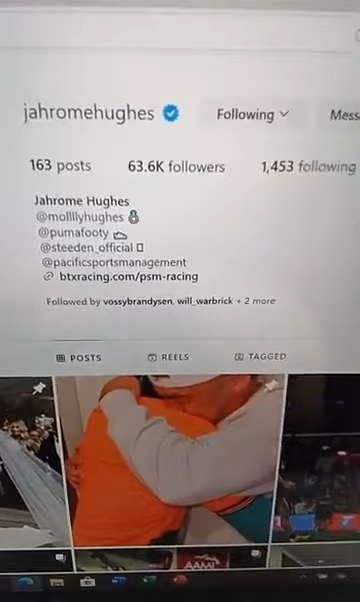 jahromehughes Following
163 posts 63.6K followers 1,453 following
Jahrome Hughes
@mollllyhughes
@pumafooty
@steeden_official
@pacificsportsmanagement
btxracing.com/psm-racing
Followed by vossybrandysen, will_warbrick + 2 more
POSTS REELS TAGGED
AAMI